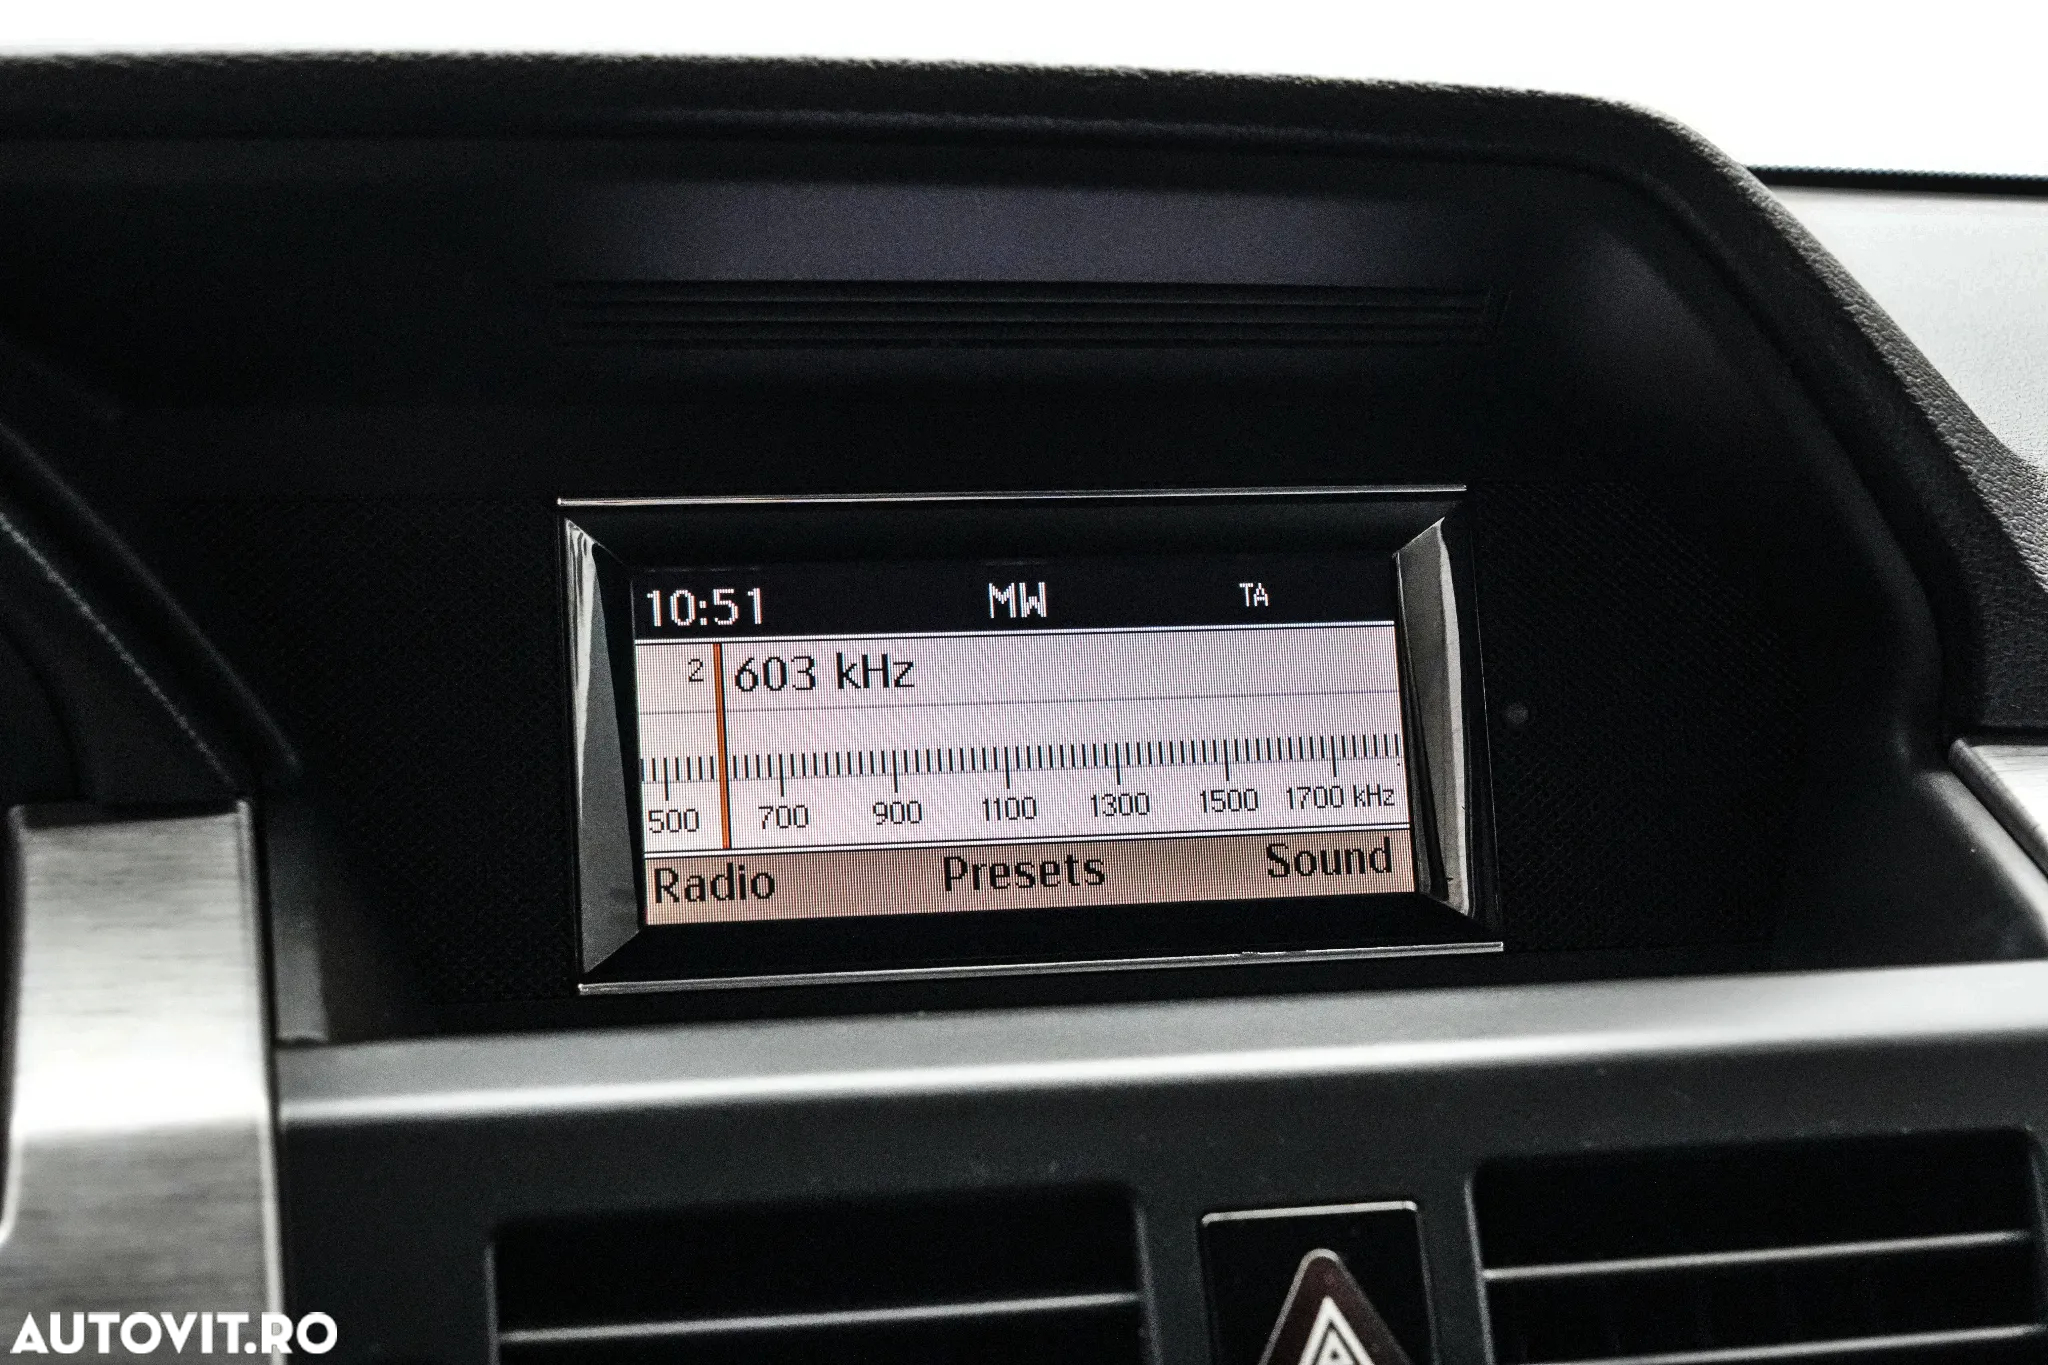 10:51 MW TA
2 603 kHz
500 700 900 1100 1300 1500 1700 kHz
Radio Presets Sound
AUTOVIT.RO